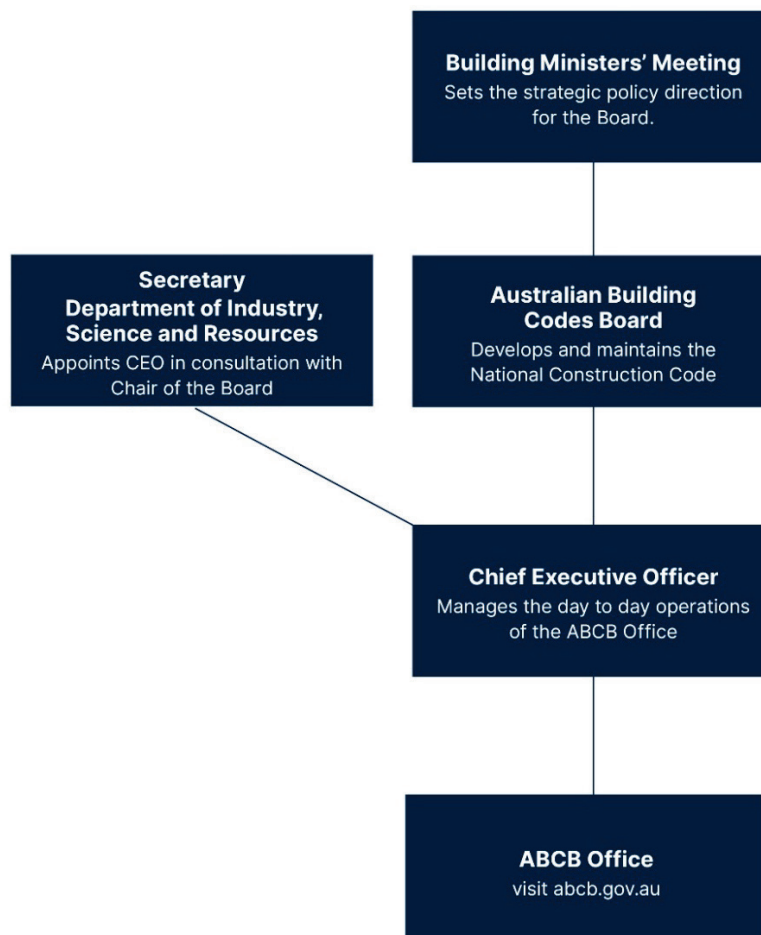 Building Ministers’ Meeting
Sets the strategic policy direction
for the Board.
Secretary
Department of Industry,
Science and Resources
Appoints CEO in consultation with
Chair of the Board
Australian Building
Codes Board
Develops and maintains the
National Construction Code
Chief Executive Officer
Manages the day to day operations
of the ABCB Office
ABCB Office
visit abcb.gov.au